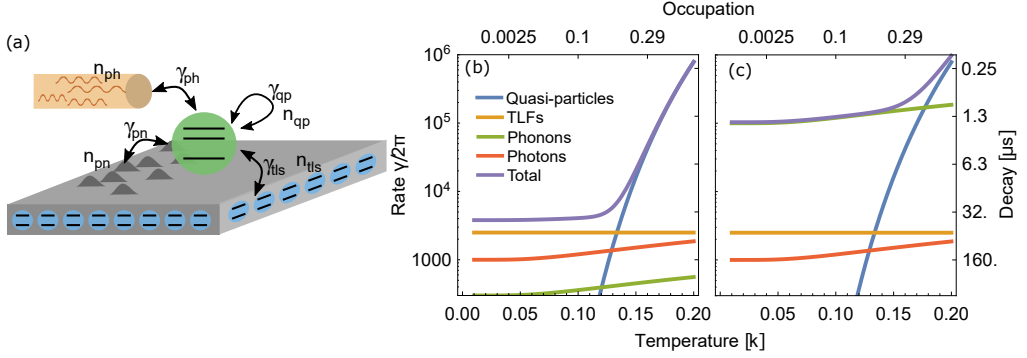 (a)
n_ph
γ_ph
γ_qp
n_qp
γ_pn
n_pn
γ_tls
n_tls
Occupation
0.0025 0.1 0.29 0.0025 0.1 0.29
(b)
(c)
Quasi-particles
TLFs
Phonons
Photons
Total
Rate γ/2π
10^6
10^5
10^4
1000
0.00 0.05 0.10 0.15 0.20 0.00 0.05 0.10 0.15 0.20
Temperature [k]
0.25
1.3
6.3
32.
160.
Decay [μs]